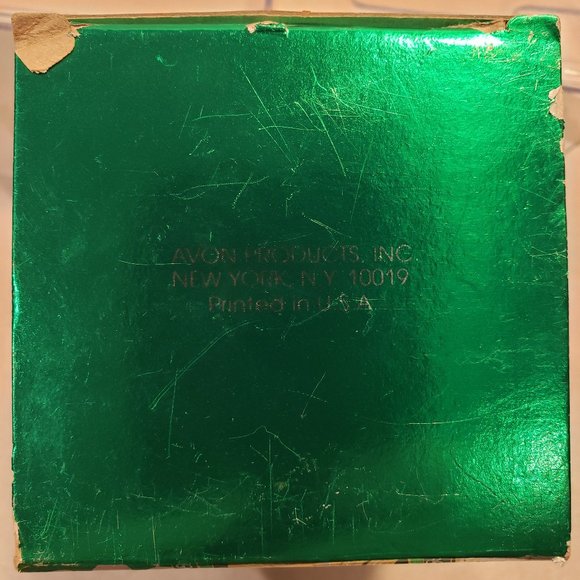 AVON PRODUCTS, INC.
NEW YORK, N.Y. 10019
Printed in U.S.A.